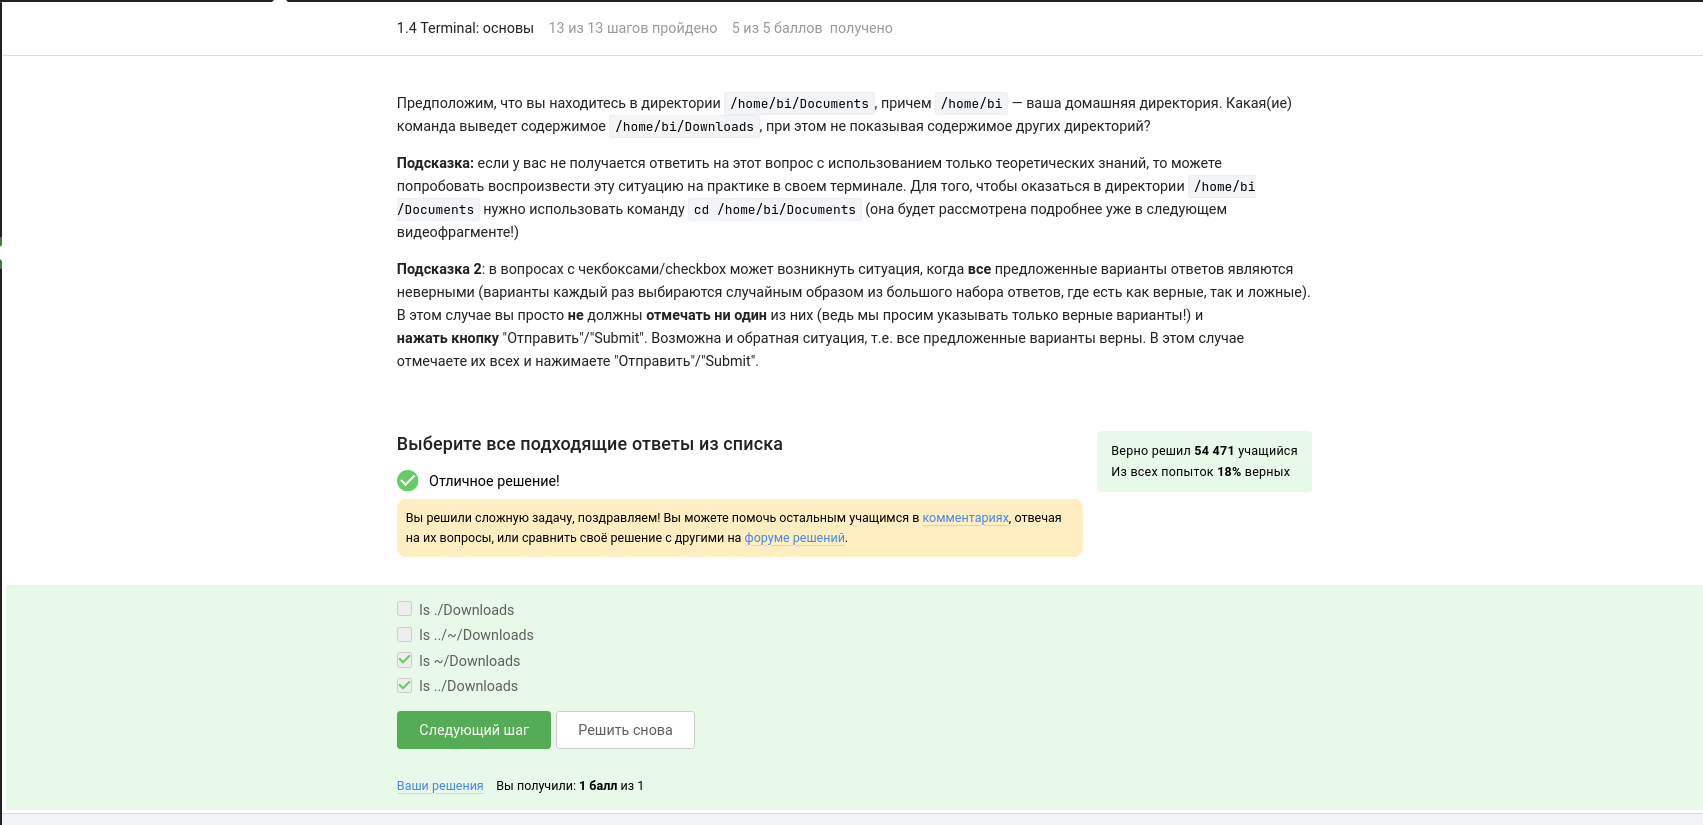 1.4 Terminal: основы 13 из 13 шагов пройдено 5 из 5 баллов получено
Предположим, что вы находитесь в директории /home/bi/Documents, причем /home/bi — ваша домашняя директория. Какая(ие)
команда выведет содержимое /home/bi/Downloads, при этом не показывая содержимое других директорий?
Подсказка: если у вас не получается ответить на этот вопрос с использованием только теоретических знаний, то можете
попробовать воспроизвести эту ситуацию на практике в своем терминале. Для того, чтобы оказаться в директории /home/bi
/Documents нужно использовать команду cd /home/bi/Documents (она будет рассмотрена подробнее уже в следующем
видеофрагменте!)
Подсказка 2: в вопросах с чекбоксами/checkbox может возникнуть ситуация, когда все предложенные варианты ответов являются
неверными (варианты каждый раз выбираются случайным образом из большого набора ответов, где есть как верные, так и ложные).
В этом случае вы просто не должны отмечать ни один из них (ведь мы просим указывать только верные варианты!) и
нажать кнопку "Отправить"/"Submit". Возможна и обратная ситуация, т.е. все предложенные варианты верны. В этом случае
отмечаете их всех и нажимаете "Отправить"/"Submit".
Выберите все подходящие ответы из списка
Верно решил 54 471 учащийся
Из всех попыток 18% верных
Отличное решение!
Вы решили сложную задачу, поздравляем! Вы можете помочь остальным учащимся в комментариях, отвечая
на их вопросы, или сравнить своё решение с другими на форуме решений.
ls ./Downloads
ls ../~/Downloads
ls ~/Downloads
ls ../Downloads
Следующий шаг Решить снова
Ваши решения Вы получили: 1 балл из 1